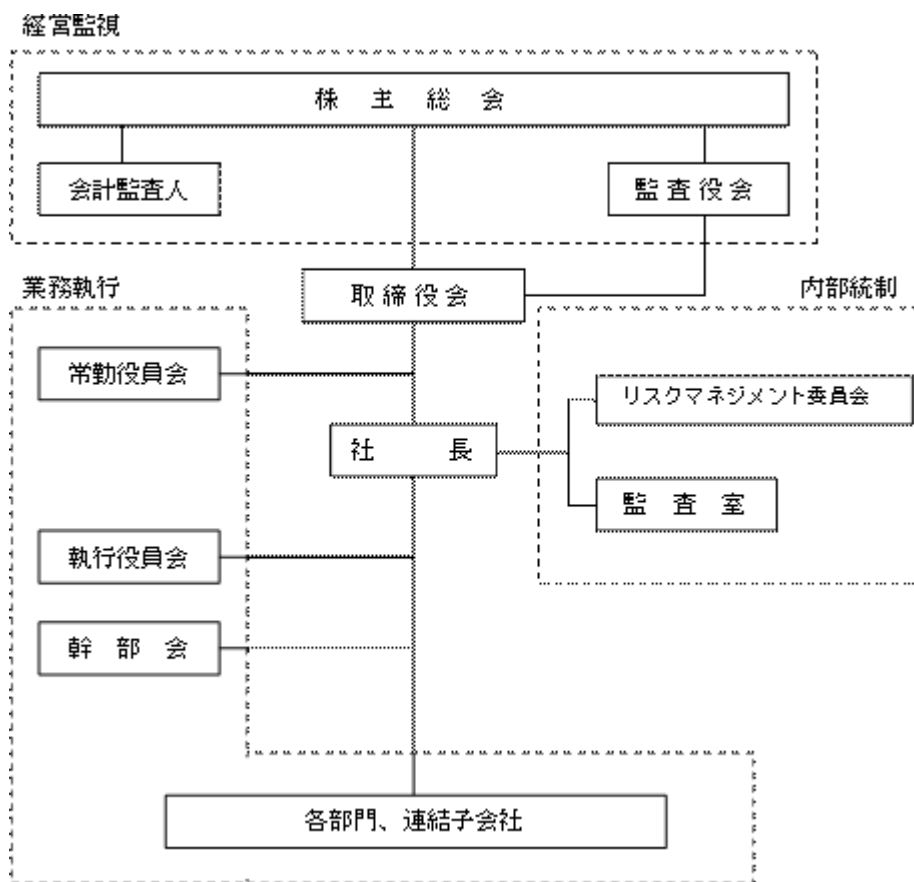 経営監視
株主総会
会計監査人
監査役会
取締役会
業務執行
内部統制
常勤役員会
リスクマネジメント委員会
社長
監査室
執行役員会
幹部会
各部門、連結子会社